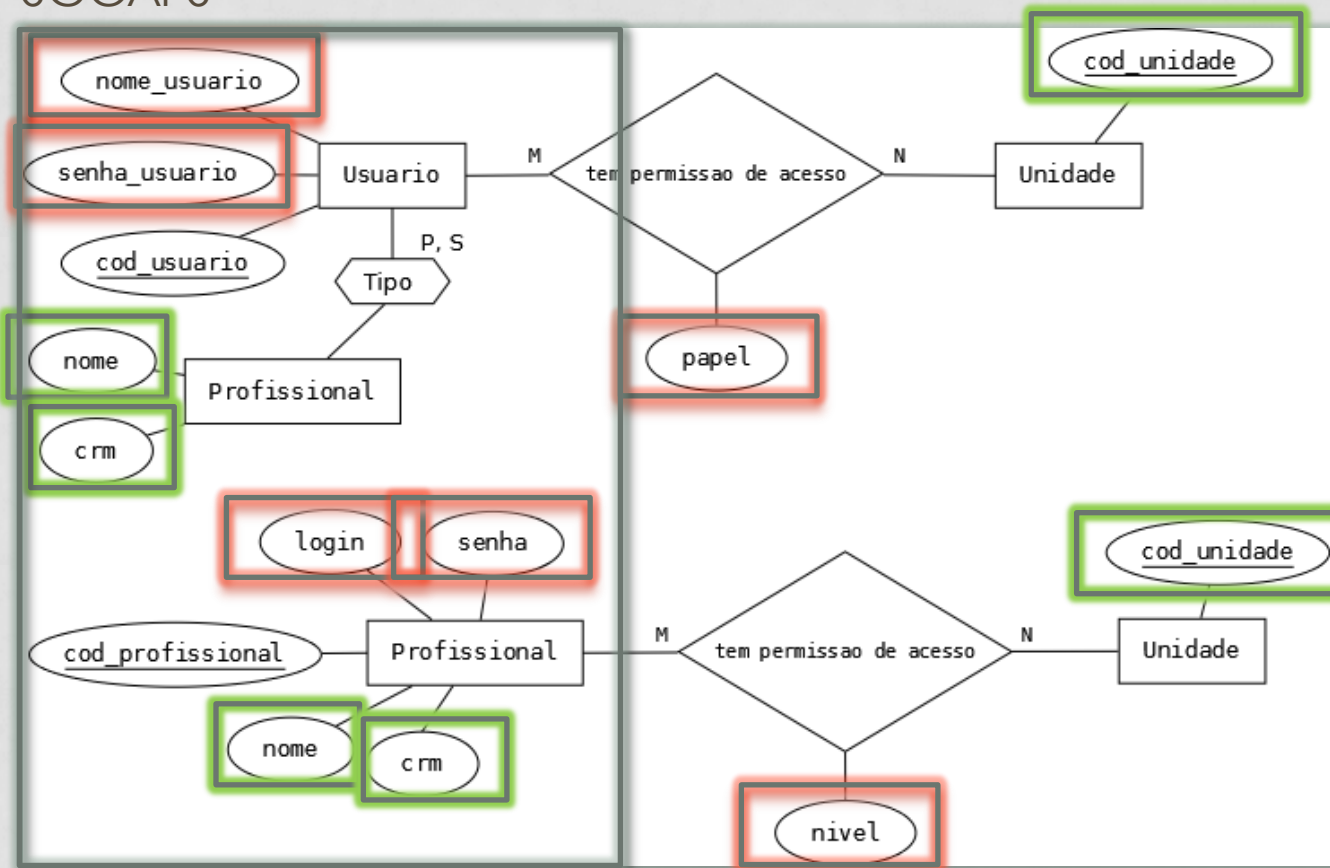 nome_usuario
cod_unidade
senha_usuario
Usuario
M
tem permissao de acesso
N
Unidade
cod_usuario
P, S
Tipo
nome
Profissional
papel
crm
login
senha
cod_unidade
cod_profissional
Profissional
M
tem permissao de acesso
N
Unidade
nome
crm
nivel